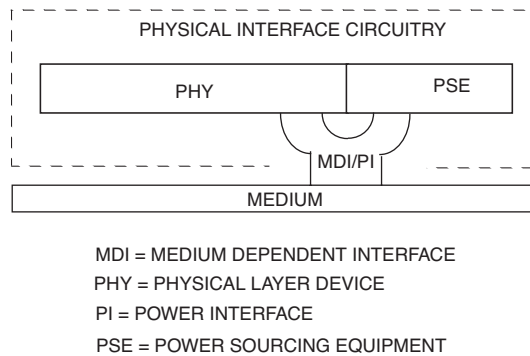 PHYSICAL INTERFACE CIRCUITRY
PHY
PSE
MDI/PI
MEDIUM
MDI = MEDIUM DEPENDENT INTERFACE
PHY = PHYSICAL LAYER DEVICE
PI = POWER INTERFACE
PSE = POWER SOURCING EQUIPMENT